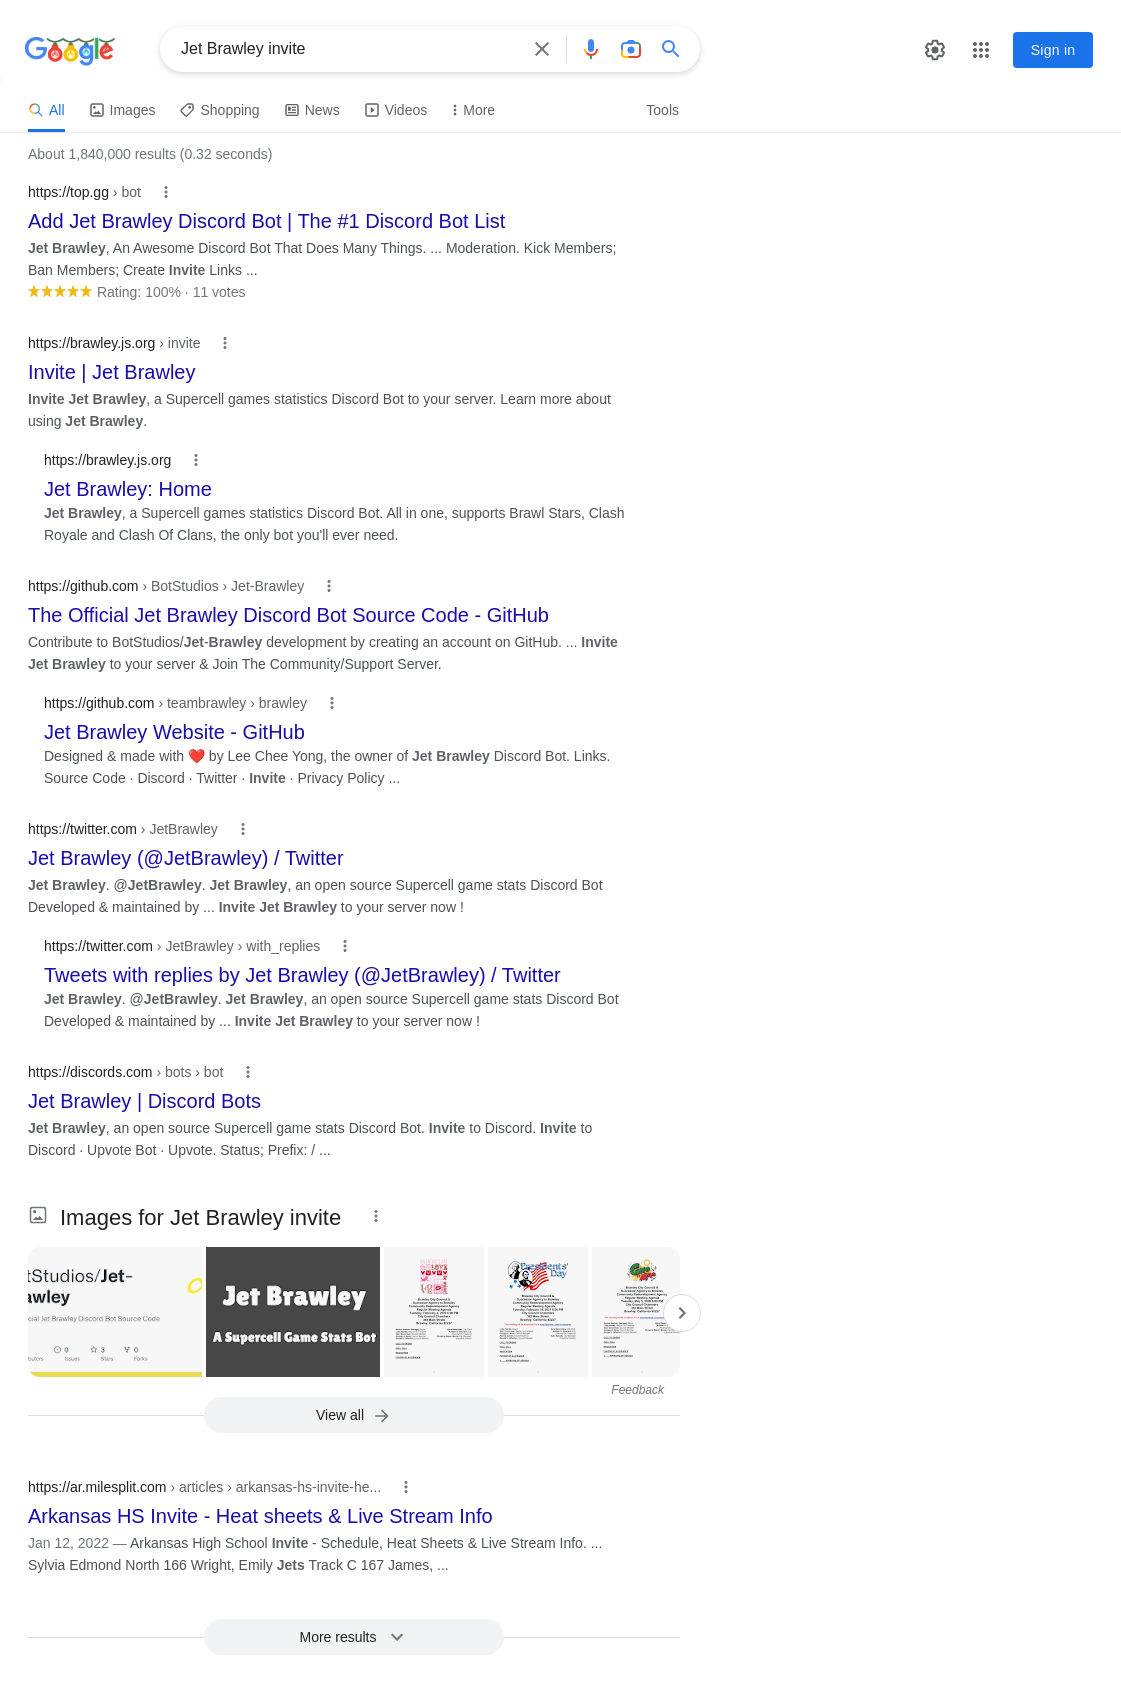 Google
Jet Brawley invite
Sign in
All
Images
Shopping
News
Videos
More
Tools
About 1,840,000 results (0.32 seconds)
https://top.gg › bot
Add Jet Brawley Discord Bot | The #1 Discord Bot List
Jet Brawley, An Awesome Discord Bot That Does Many Things. ... Moderation. Kick Members;
Ban Members; Create Invite Links ...
Rating: 100% · 11 votes
https://brawley.js.org › invite
Invite | Jet Brawley
Invite Jet Brawley, a Supercell games statistics Discord Bot to your server. Learn more about
using Jet Brawley.
https://brawley.js.org
Jet Brawley: Home
Jet Brawley, a Supercell games statistics Discord Bot. All in one, supports Brawl Stars, Clash
Royale and Clash Of Clans, the only bot you'll ever need.
https://github.com › BotStudios › Jet-Brawley
The Official Jet Brawley Discord Bot Source Code - GitHub
Contribute to BotStudios/Jet-Brawley development by creating an account on GitHub. ... Invite
Jet Brawley to your server & Join The Community/Support Server.
https://github.com › teambrawley › brawley
Jet Brawley Website - GitHub
Designed & made with ❤️ by Lee Chee Yong, the owner of Jet Brawley Discord Bot. Links.
Source Code · Discord · Twitter · Invite · Privacy Policy ...
https://twitter.com › JetBrawley
Jet Brawley (@JetBrawley) / Twitter
Jet Brawley. @JetBrawley. Jet Brawley, an open source Supercell game stats Discord Bot
Developed & maintained by ... Invite Jet Brawley to your server now !
https://twitter.com › JetBrawley › with_replies
Tweets with replies by Jet Brawley (@JetBrawley) / Twitter
Jet Brawley. @JetBrawley. Jet Brawley, an open source Supercell game stats Discord Bot
Developed & maintained by ... Invite Jet Brawley to your server now !
https://discords.com › bots › bot
Jet Brawley | Discord Bots
Jet Brawley, an open source Supercell game stats Discord Bot. Invite to Discord. Invite to
Discord · Upvote Bot · Upvote. Status; Prefix: / ...
Images for Jet Brawley invite
tStudios/Jet-
awley
cial Jet Brawley Discord Bot Source Code
0
3
0
butors
Issues
Stars
Forks
Jet Brawley
A Supercell Game Stats Bot
Presidents'
Day
Feedback
View all
https://ar.milesplit.com › articles › arkansas-hs-invite-he...
Arkansas HS Invite - Heat sheets & Live Stream Info
Jan 12, 2022 — Arkansas High School Invite - Schedule, Heat Sheets & Live Stream Info. ...
Sylvia Edmond North 166 Wright, Emily Jets Track C 167 James, ...
More results